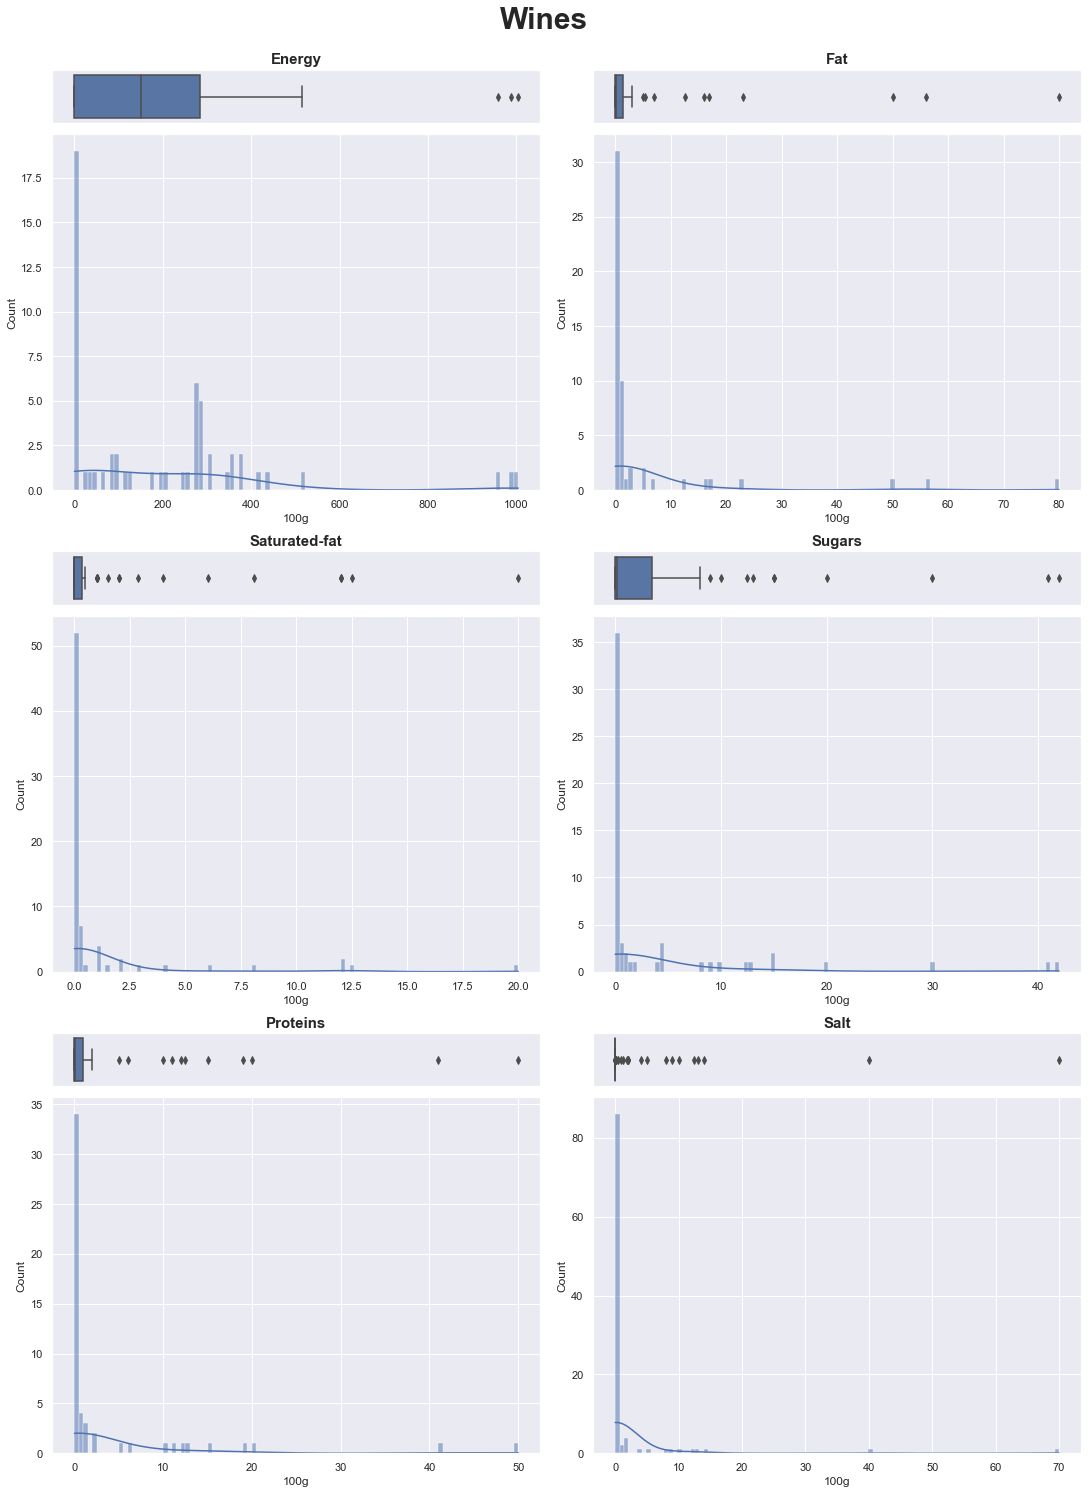 Wines
Energy
Fat
17.5
15.0
12.5
10.0
7.5
5.0
2.5
0.0
Count
0 200 400 600 800 1000
100g
30
25
20
15
10
5
0
Count
0 10 20 30 40 50 60 70 80
100g
Saturated-fat
Sugars
50
40
30
20
10
0
Count
0.0 2.5 5.0 7.5 10.0 12.5 15.0 17.5 20.0
100g
35
30
25
20
15
10
5
0
Count
0 10 20 30 40
100g
Proteins
Salt
35
30
25
20
15
10
5
0
Count
0 10 20 30 40 50
100g
80
60
40
20
0
Count
0 10 20 30 40 50 60 70
100g